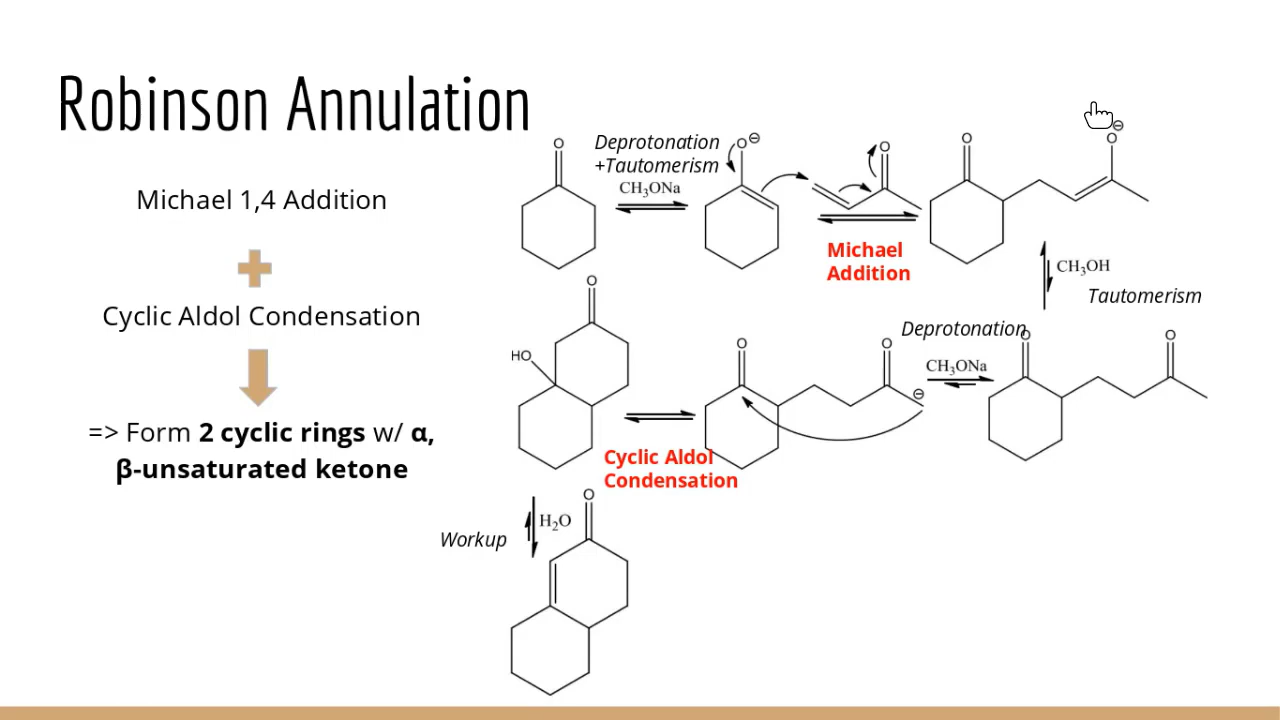 Robinson Annulation
Michael 1,4 Addition
Cyclic Aldol Condensation
=> Form 2 cyclic rings w/ α,
β-unsaturated ketone
O
Deprotonation
+Tautomerism
CH₃ONa
O⊖
O
Michael
Addition
O
O⊖
CH₃OH
Tautomerism
O
O
Deprotonation
CH₃ONa
O
O
⊖
Cyclic Aldol
Condensation
O
HO
Workup
H₂O
O